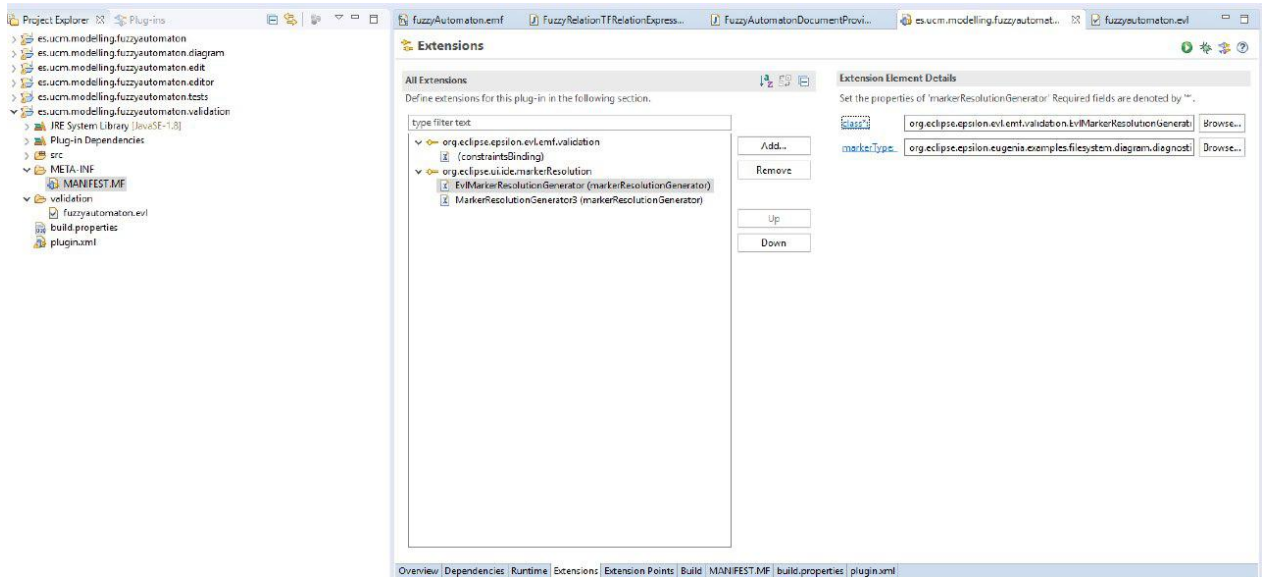 Project Explorer Plug-ins
es.ucm.modelling.fuzzyautomaton
es.ucm.modelling.fuzzyautomaton.diagram
es.ucm.modelling.fuzzyautomaton.edit
es.ucm.modelling.fuzzyautomaton.editor
es.ucm.modelling.fuzzyautomaton.tests
es.ucm.modelling.fuzzyautomaton.validation
JRE System Library [JavaSE-1.8]
Plug-in Dependencies
src
META-INF
MANIFEST.MF
validation
fuzzyautomaton.evl
build.properties
plugin.xml
fuzzyAutomaton.emf FuzzyRelationTFRelationExpress... FuzzyAutomatonDocumentProvi... es.ucm.modelling.fuzzyautomat... fuzzyautomaton.evl
Extensions
All Extensions
Define extensions for this plug-in in the following section.
type filter text
org.eclipse.epsilon.evl.emf.validation
(constraintsBinding)
org.eclipse.ui.ide.markerResolution
EvlMarkerResolutionGenerator (markerResolutionGenerator)
MarkerResolutionGenerator3 (markerResolutionGenerator)
Add...
Remove
Up
Down
Extension Element Details
Set the properties of 'markerResolutionGenerator' Required fields are denoted by '*'.
class*: org.eclipse.epsilon.evl.emf.validation.EvlMarkerResolutionGenerati Browse...
markerType: org.eclipse.epsilon.eugenia.examples.filesystem.diagram.diagnosti Browse...
Overview Dependencies Runtime Extensions Extension Points Build MANIFEST.MF build.properties plugin.xml